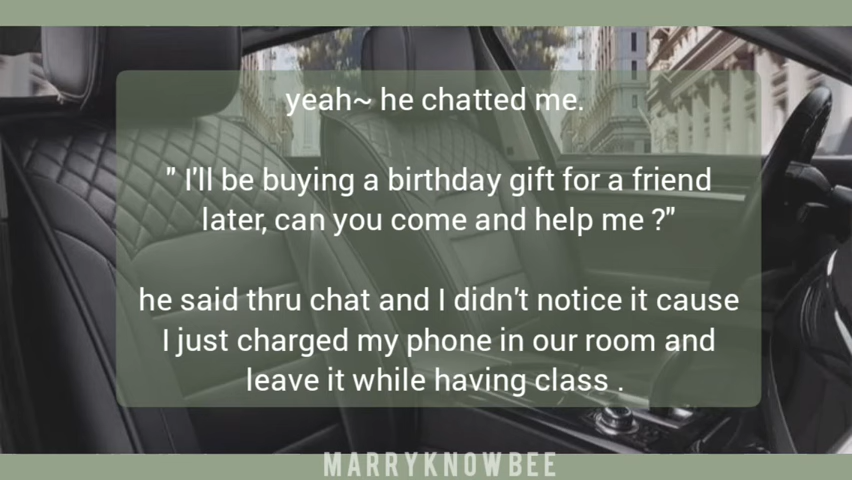 yeah~ he chatted me.
" I'll be buying a birthday gift for a friend
later, can you come and help me ?"
he said thru chat and I didn't notice it cause
I just charged my phone in our room and
leave it while having class .
MARRYKNOWBEE